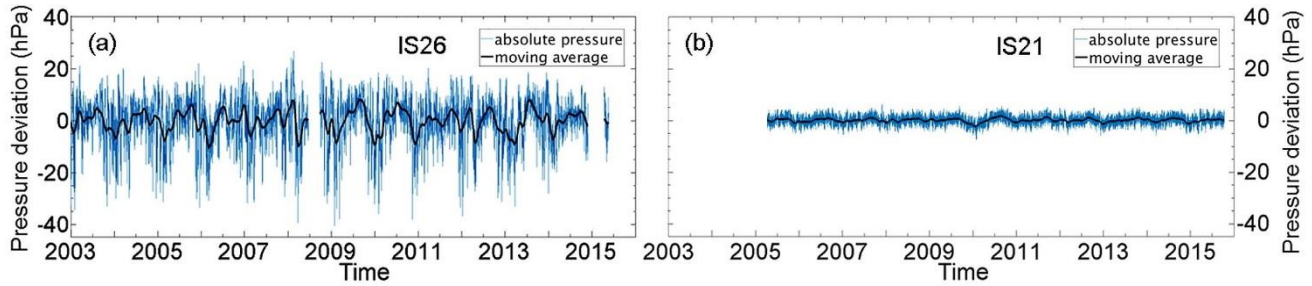 Pressure deviation (hPa)
40
20
0
-20
-40
(a)
IS26
absolute pressure
moving average
2003 2005 2007 2009 2011 2013 2015
Time
(b)
IS21
absolute pressure
moving average
2003 2005 2007 2009 2011 2013 2015
Time
40
20
0
-20
-40
Pressure deviation (hPa)